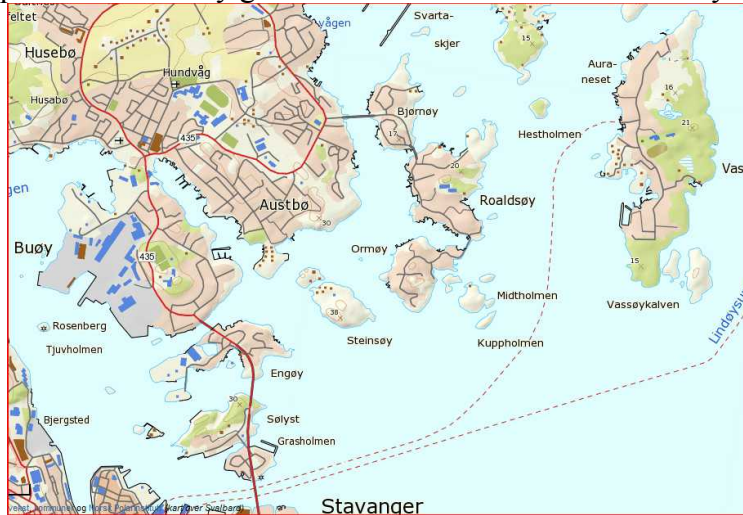 feltet
Husebø
Husabø
Hundvåg
435
Austbø
30
vågen
Svarta-
skjer
15
Bjørnøy
17
Hestholmen
20
Roaldsøy
Ormøy
Midtholmen
Kuppholmen
Aura-
neset
16
21
Vas
15
Vassøykalven
Buøy
435
38
Steinsøy
Rosenberg
Tjuvholmen
Engøy
30
Sølyst
Grasholmen
Bjergsted
Stavanger